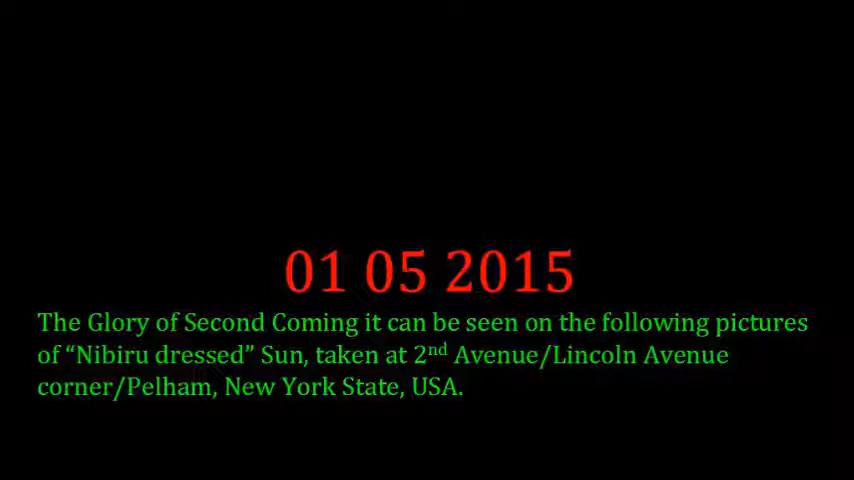 01 05 2015
The Glory of Second Coming it can be seen on the following pictures
of “Nibiru dressed” Sun, taken at 2nd Avenue/Lincoln Avenue
corner/Pelham, New York State, USA.